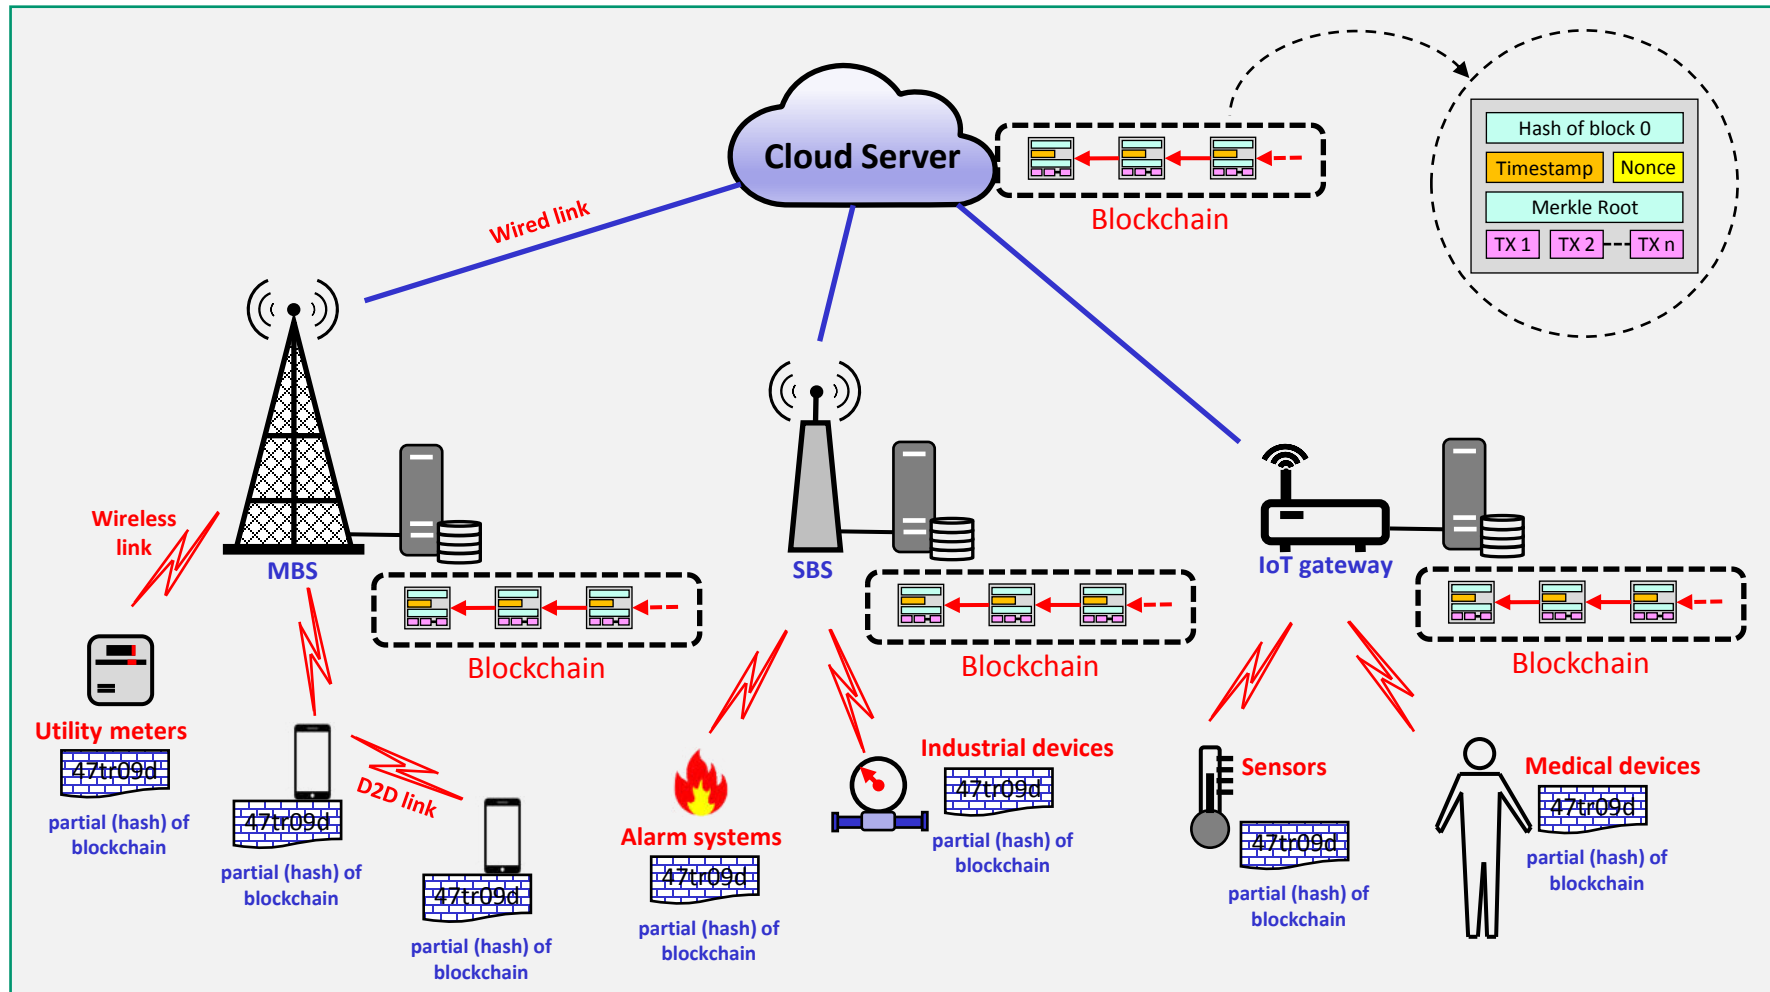 Cloud Server
Blockchain
Hash of block 0
Timestamp
Nonce
Merkle Root
TX 1
TX 2
TX n
Wired link
Wireless
link
MBS
Blockchain
SBS
Blockchain
IoT gateway
Blockchain
Utility meters
47tr09d
partial (hash) of
blockchain
47tr09d
partial (hash) of
blockchain
D2D link
47tr09d
partial (hash) of
blockchain
Alarm systems
47tr09d
partial (hash) of
blockchain
Industrial devices
47tr09d
partial (hash) of
blockchain
Sensors
47tr09d
partial (hash) of
blockchain
Medical devices
47tr09d
partial (hash) of
blockchain